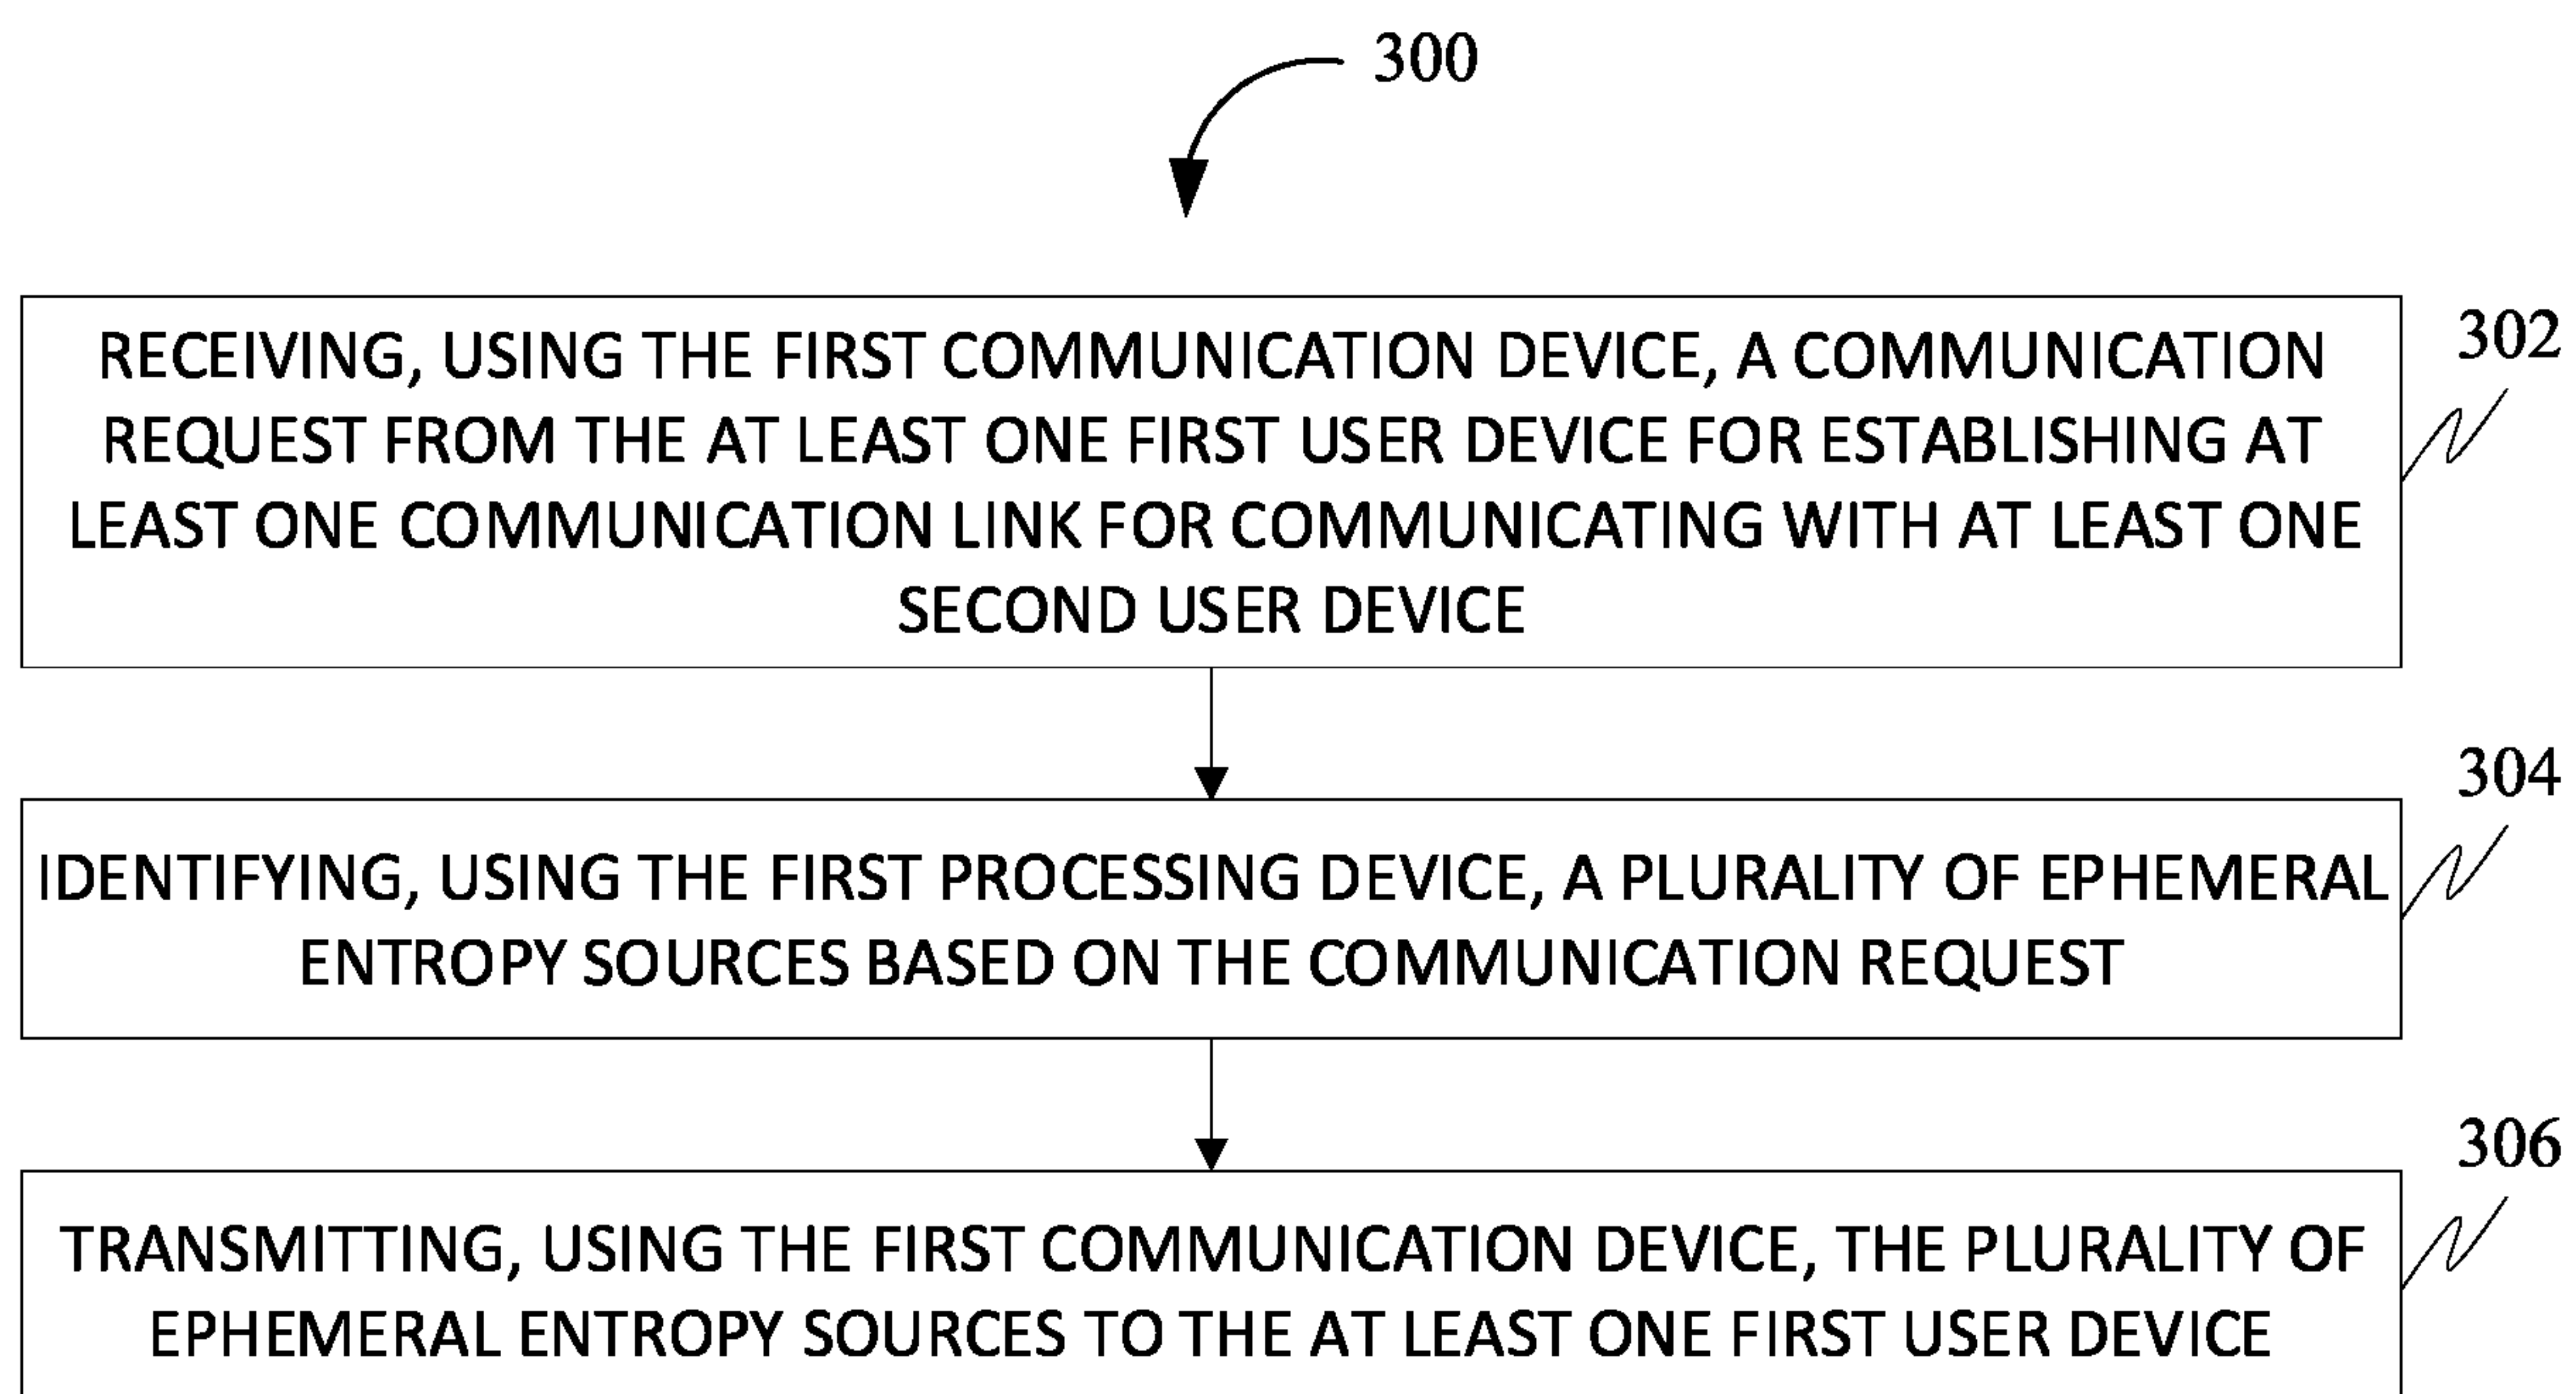 300
302
RECEIVING, USING THE FIRST COMMUNICATION DEVICE, A COMMUNICATION
REQUEST FROM THE AT LEAST ONE FIRST USER DEVICE FOR ESTABLISHING AT
LEAST ONE COMMUNICATION LINK FOR COMMUNICATING WITH AT LEAST ONE
SECOND USER DEVICE
304
IDENTIFYING, USING THE FIRST PROCESSING DEVICE, A PLURALITY OF EPHEMERAL
ENTROPY SOURCES BASED ON THE COMMUNICATION REQUEST
306
TRANSMITTING, USING THE FIRST COMMUNICATION DEVICE, THE PLURALITY OF
EPHEMERAL ENTROPY SOURCES TO THE AT LEAST ONE FIRST USER DEVICE